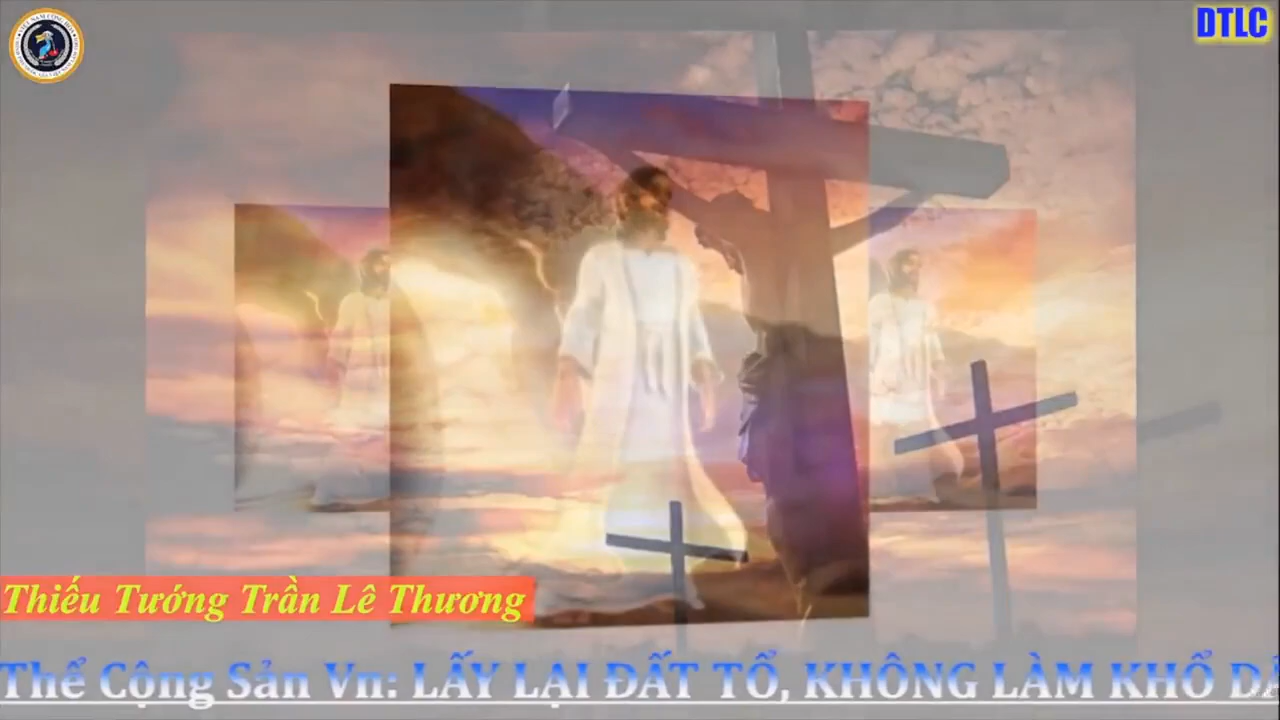 DTLC
Thiếu Tướng Trần Lê Thương
Thể Cộng Sản Vn: LẤY LẠI ĐẤT TỔ, KHÔNG LÀM KHỔ